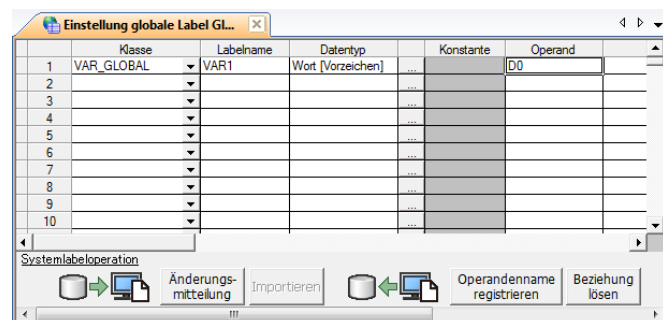 Einstellung globale Label Gl...
Klasse Labelname Datentyp Konstante Operand
1 VAR_GLOBAL VAR1 Wort [Vorzeichen] ... D0
2 ...
3 ...
4 ...
5 ...
6 ...
7 ...
8 ...
9 ...
10 ...
Systemlabeloperation
Änderungs-
mitteilung
Importieren
Operandenname
registrieren
Beziehung
lösen